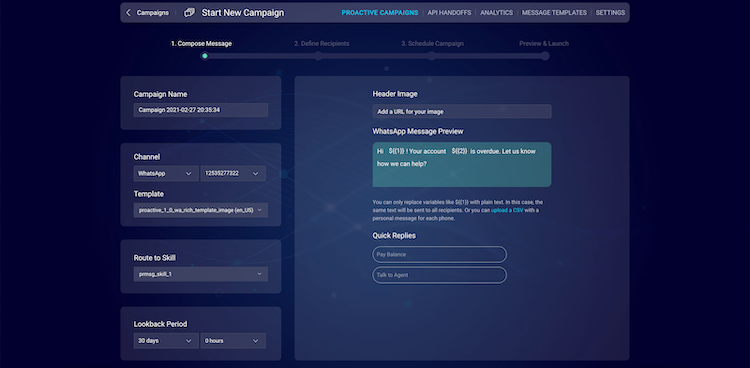 Campaigns
Start New Campaign
PROACTIVE CAMPAIGNS
API HANDOFFS
ANALYTICS
MESSAGE TEMPLATES
SETTINGS
1. Compose Message
2. Define Recipients
3. Schedule Campaign
Preview & Launch
Campaign Name
Campaign 2021-02-27 20:35:34
Channel
WhatsApp
12535277322
Template
proactive_1_0_wa_rich_template_image (en_US)
Route to Skill
prmsg_skill_1
Lookback Period
30 days
0 hours
Header Image
Add a URL for your image
WhatsApp Message Preview
Hi ${{1}} ! Your account ${{2}} is overdue. Let us know
how we can help?
You can only replace variables like ${{1}} with plain text. In this case, the
same text will be sent to all recipients. Or you can upload a CSV with a
personal message for each phone.
Quick Replies
Pay Balance
Talk to Agent